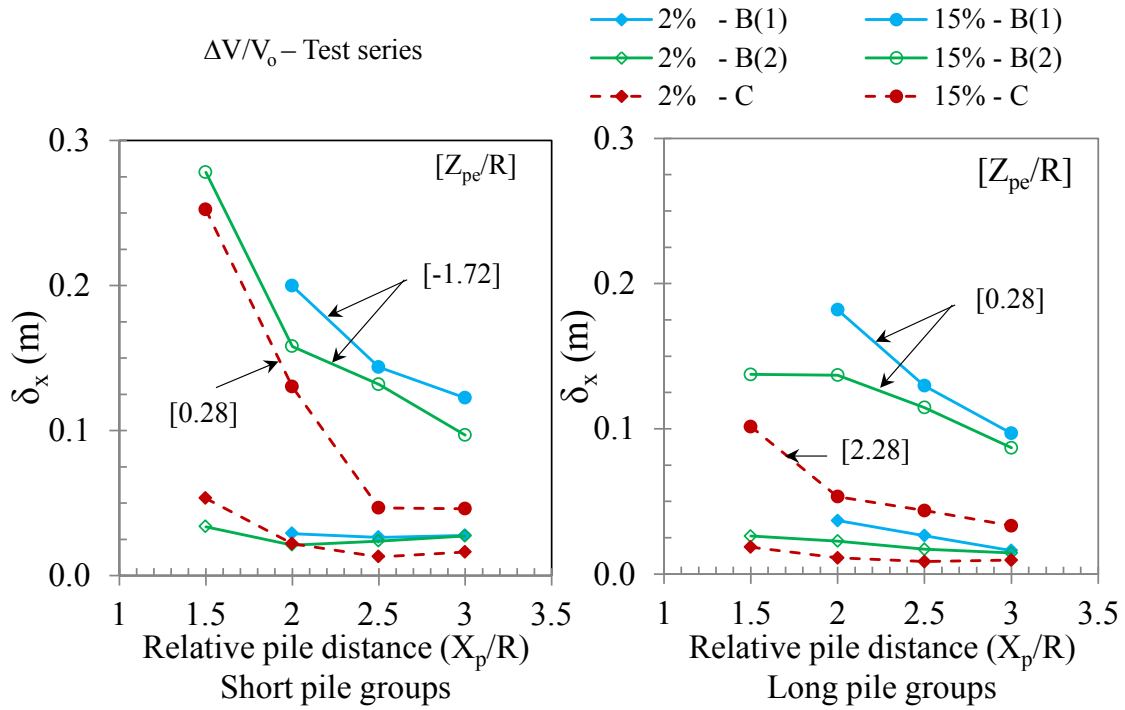 ΔV/Vo – Test series
2% - B(1)
15% - B(1)
2% - B(2)
15% - B(2)
2% - C
15% - C
0.3
0.2
0.1
0.0
δx (m)
[Zpe/R]
[-1.72]
[0.28]
1
1.5
2
2.5
3
3.5
Relative pile distance (Xp/R)
Short pile groups
0.3
0.2
0.1
0.0
δx (m)
[Zpe/R]
[0.28]
[2.28]
1
1.5
2
2.5
3
3.5
Relative pile distance (Xp/R)
Long pile groups